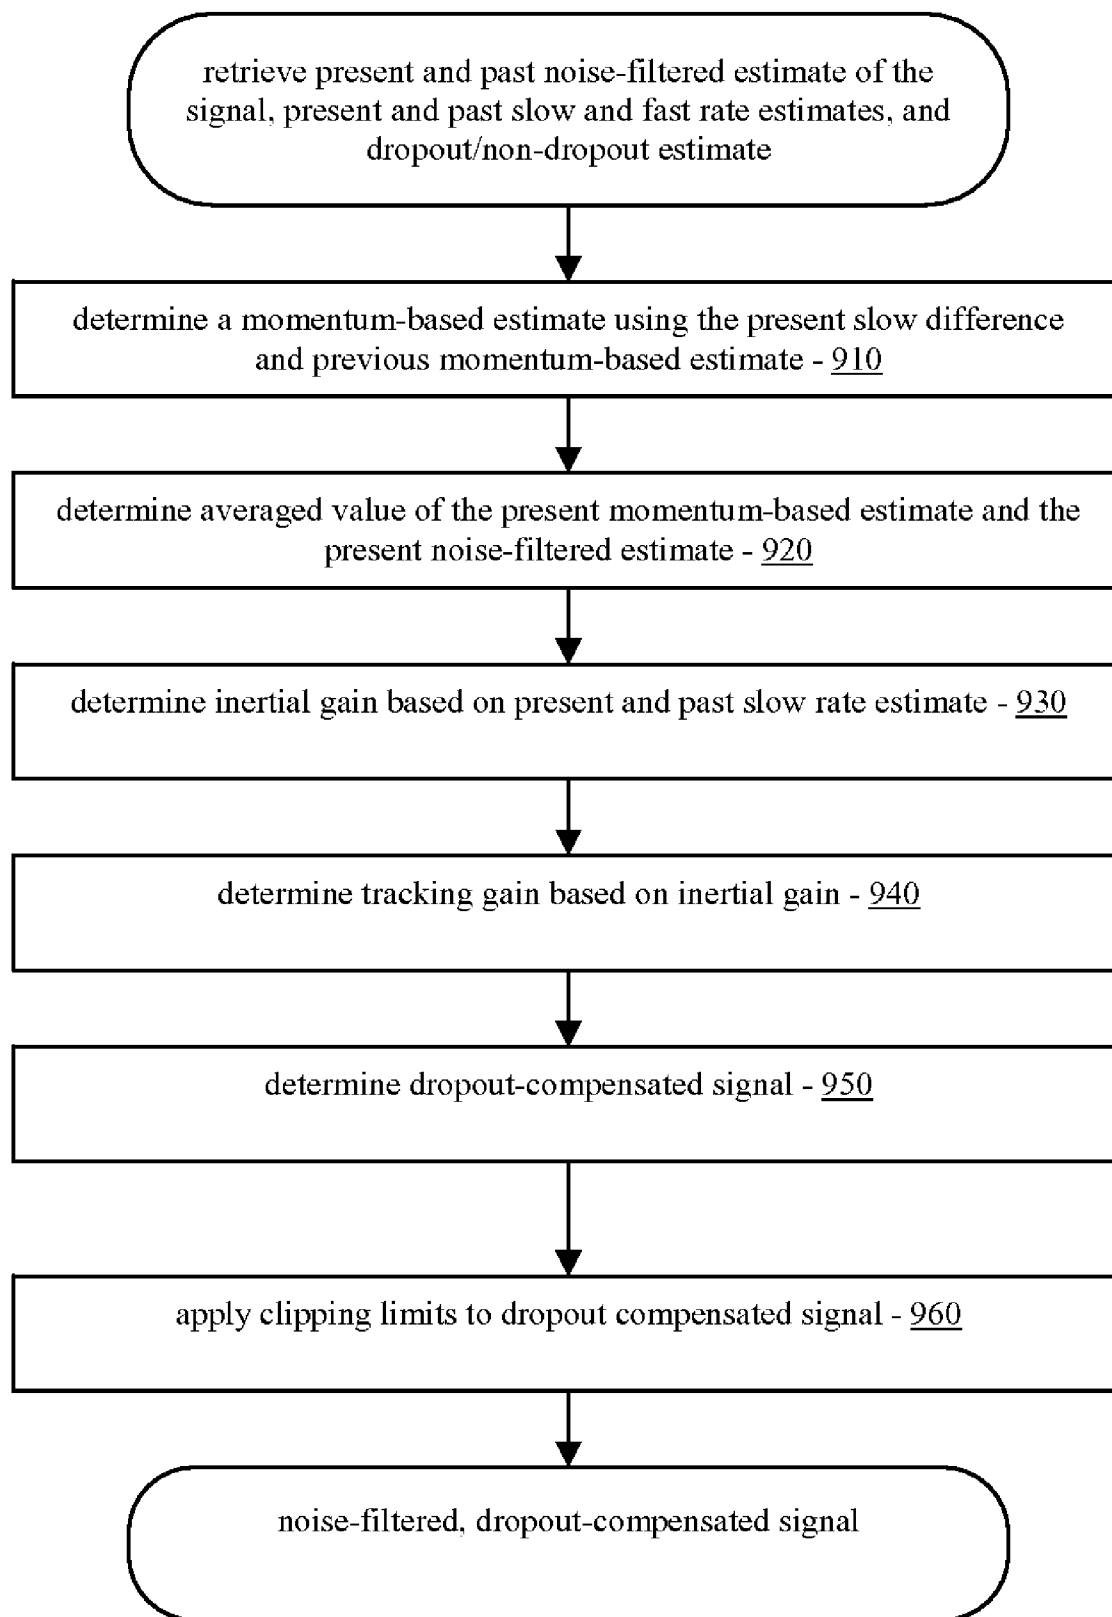 retrieve present and past noise-filtered estimate of the
signal, present and past slow and fast rate estimates, and
dropout/non-dropout estimate
determine a momentum-based estimate using the present slow difference
and previous momentum-based estimate - 910
determine averaged value of the present momentum-based estimate and the
present noise-filtered estimate - 920
determine inertial gain based on present and past slow rate estimate - 930
determine tracking gain based on inertial gain - 940
determine dropout-compensated signal - 950
apply clipping limits to dropout compensated signal - 960
noise-filtered, dropout-compensated signal